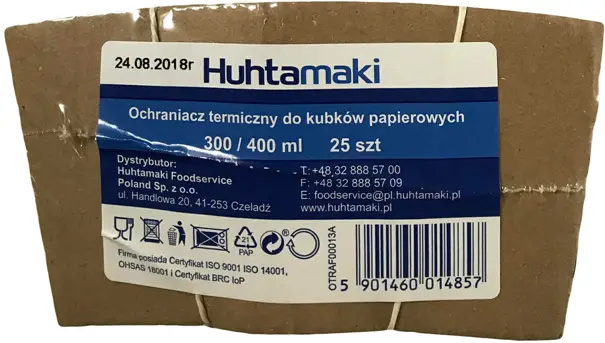 24.08.2018r Huhtamaki
Ochraniacz termiczny do kubków papierowych
300 / 400 ml 25 szt
Dystrybutor:
Huhtamaki Foodservice
Poland Sp. z o.o.
ul. Handlowa 20, 41-253 Czeladź
T: +48 32 888 57 00
F: +48 32 888 57 09
E: foodservice@pl.huhtamaki.pl
www.huhtamaki.pl
21
PAP
Firma posiada Certyfikat ISO 9001 ISO 14001,
OHSAS 18001 i Certyfikat BRC IoP
OTRAF00013A
5 901460 014857